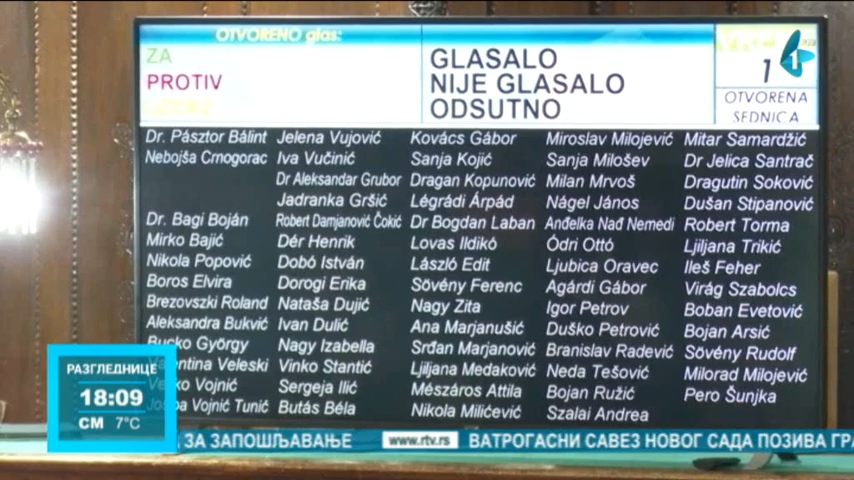 OTVORENO glas:
ZA
PROTIV
GLASALO
NIJE GLASALO
ODSUTNO
1
OTVORENA
SEDNICA
1
Dr. Pásztor Bálint Jelena Vujović Kovács Gábor Miroslav Milojević Mitar Samardžić
Nebojša Crnogorac Iva Vučinić Sanja Kojić Sanja Milošev Dr Jelica Santrač
Dr Aleksandar Grubor Dragan Kopunović Milan Mrvoš Dragutin Soković
Jadranka Gršić Légrádi Árpád Nágel János Dušan Stipanović
Dr. Bagi Boján Robert Damjanović Čokić Dr Bogdan Laban Anđelka Nađ Nemedi Robert Torma
Mirko Bajić Dér Henrik Lovas Ildikó Ódri Ottó Ljiljana Trikić
Nikola Popović Dobó István László Edit Ljubica Oravec Ileš Feher
Boros Elvira Dorogi Erika Sövény Ferenc Agárdi Gábor Virág Szabolcs
Brezovszki Roland Nataša Dujić Nagy Zita Igor Petrov Boban Evetović
Aleksandra Bukvić Ivan Dulić Ana Marjanušić Duško Petrović Bojan Arsić
Bucko György Nagy Izabella Srđan Marjanović Branislav Radević Sövény Rudolf
Valentina Veleski Vinko Stantić Ljiljana Medaković Neda Tešović Milorad Milojević
Vojnić Sergeja Ilić Mészáros Attila Bojan Ružić Pero Šunjka
Vojnić Tunić Butás Béla Nikola Milićević Szalai Andrea
РАЗГЛЕДНИЦЕ
18:09
СМ 7°C
ЗА ЗАПОШЉАВАЊЕ www.rtv.rs ВАТРОГАСНИ САВЕЗ НОВОГ САДА ПОЗИВА